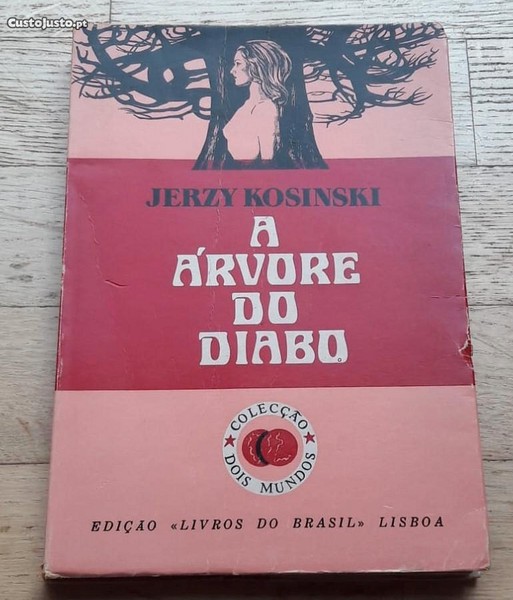 CustoJusto.pt
JERZY KOSINSKI
A
ÁRVORE
DO
DIABO
COLECÇÃO
DOIS MUNDOS
EDIÇÃO «LIVROS DO BRASIL» LISBOA